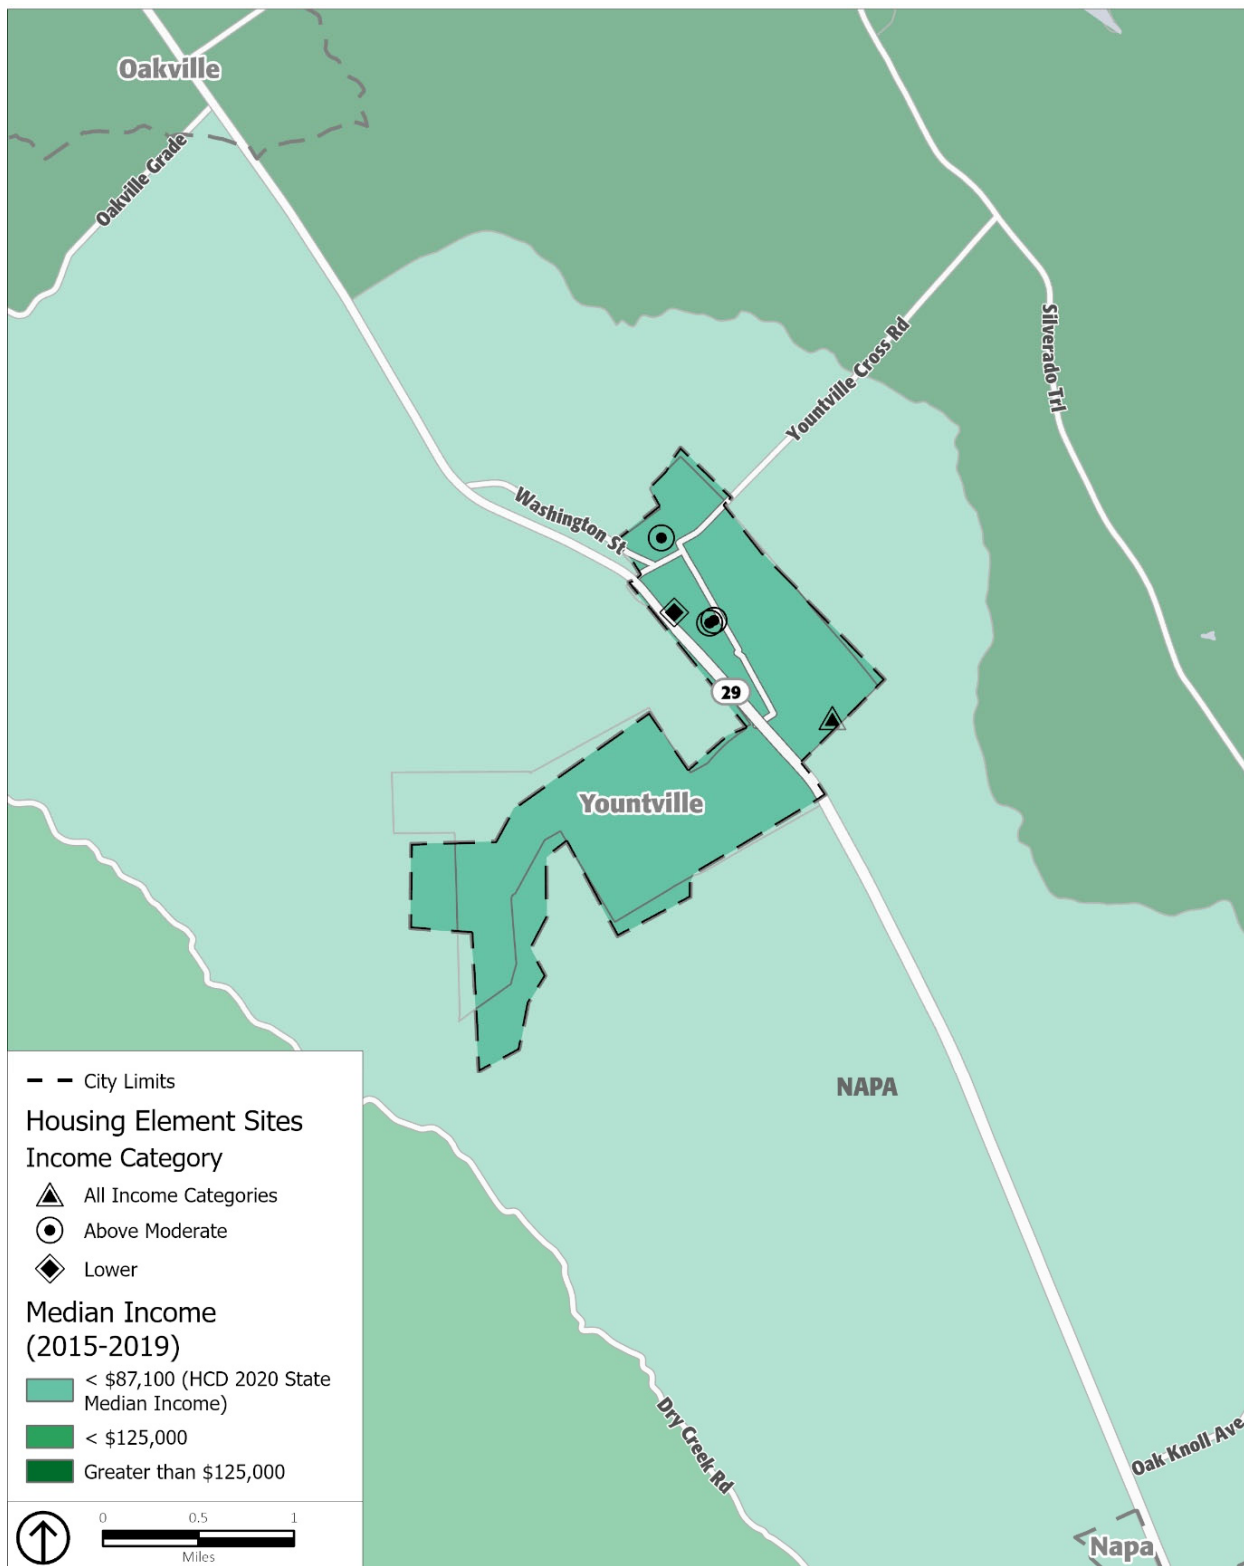 Oakville
Oakville Grade
Silverado Trl
Yountville Cross Rd
Washington St
29
Yountville
NAPA
City Limits
Housing Element Sites
Income Category
All Income Categories
Above Moderate
Lower
Median Income
(2015-2019)
< $87,100 (HCD 2020 State
Median Income)
< $125,000
Greater than $125,000
0 0.5 1
Miles
Dry Creek Rd
Oak Knoll Ave
Napa